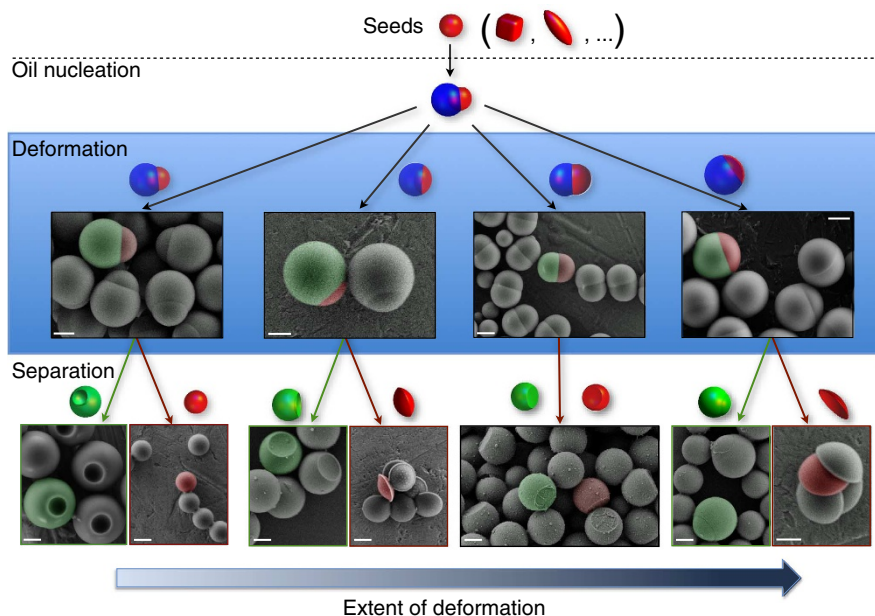 Seeds ( , , ...)
Oil nucleation
Deformation
Separation
Extent of deformation